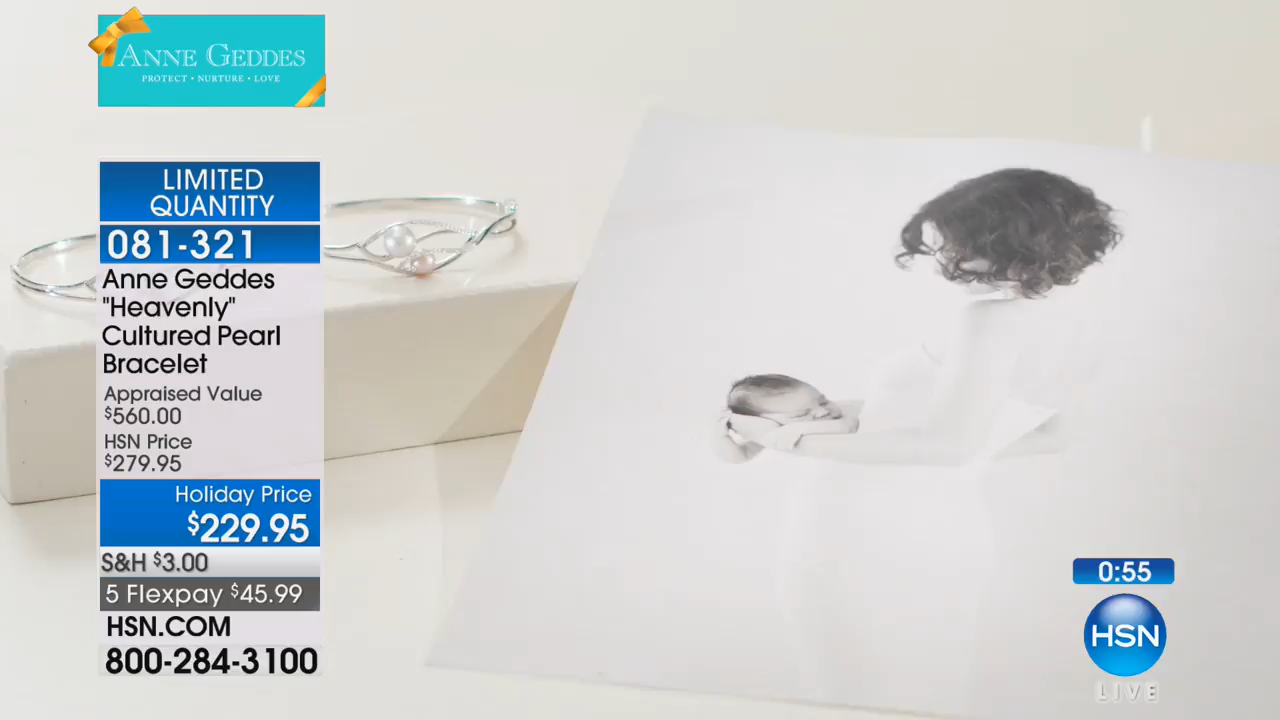 ANNE GEDDES
PROTECT • NURTURE • LOVE
LIMITED
QUANTITY
081-321
Anne Geddes
"Heavenly"
Cultured Pearl
Bracelet
Appraised Value
$560.00
HSN Price
$279.95
Holiday Price
$229.95
S&H $3.00
5 Flexpay $45.99
HSN.COM
800-284-3100
0:55
HSN
LIVE